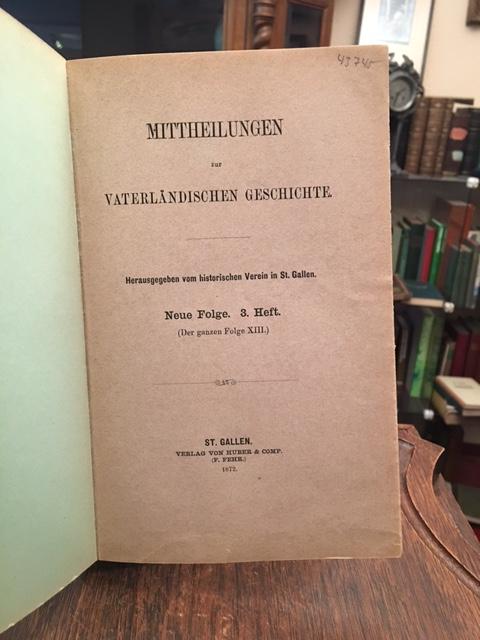 43745
MITTHEILUNGEN
zur
VATERLÄNDISCHEN GESCHICHTE.
Herausgegeben vom historischen Verein in St. Gallen.
Neue Folge. 3. Heft.
(Der ganzen Folge XIII.)
ST. GALLEN.
VERLAG VON HUBER & COMP.
(F. FEHR.)
1872.